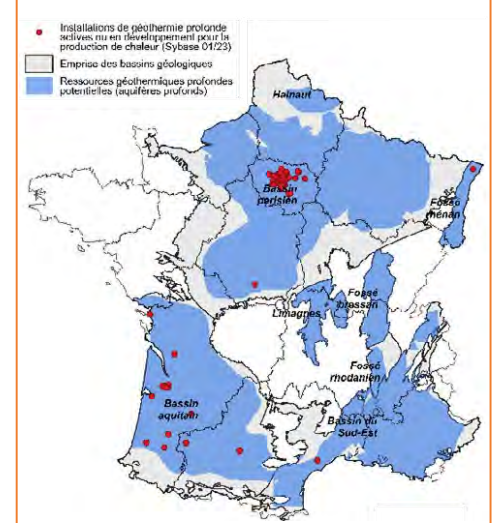 Installations de géothermie profonde
actives ou en développement pour la
production de chaleur (Sybase 01/23)
Emprise des bassins géologiques
Ressources géothermiques profondes
potentielles (aquifères profonds)
Hainaut
Bassin
parisien
Fossé
rhénan
Fossé
bressan
Limagnes
Fossé
rhodanien
Bassin
aquitain
Bassin du
Sud-Est